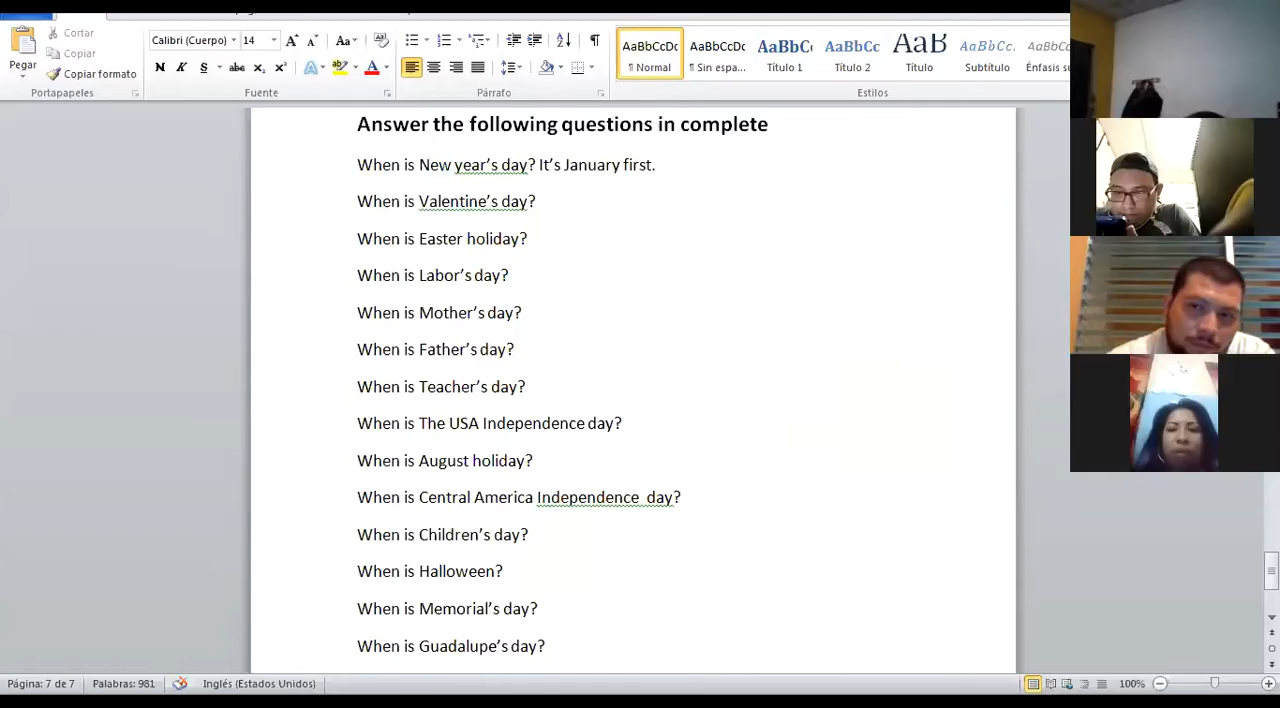 Cortar
Copiar
Copiar formato
Pegar
Portapapeles
Calibri (Cuerpo)
14
Aa
N K S abc x₂ x²
A
A
Fuente
Párrafo
AaBbCcDc
¶ Normal
AaBbCcDc
¶ Sin espa...
AaBbC
Título 1
AaBbCc
Título 2
AaB
Título
AaBbCc.
Subtítulo
AaBbCc
Énfasis
Estilos
Answer the following questions in complete
When is New year’s day? It’s January first.
When is Valentine’s day?
When is Easter holiday?
When is Labor’s day?
When is Mother’s day?
When is Father’s day?
When is Teacher’s day?
When is The USA Independence day?
When is August holiday?
When is Central America Independence  day?
When is Children’s day?
When is Halloween?
When is Memorial’s day?
When is Guadalupe’s day?
Página: 7 de 7
Palabras: 981
Inglés (Estados Unidos)
100%